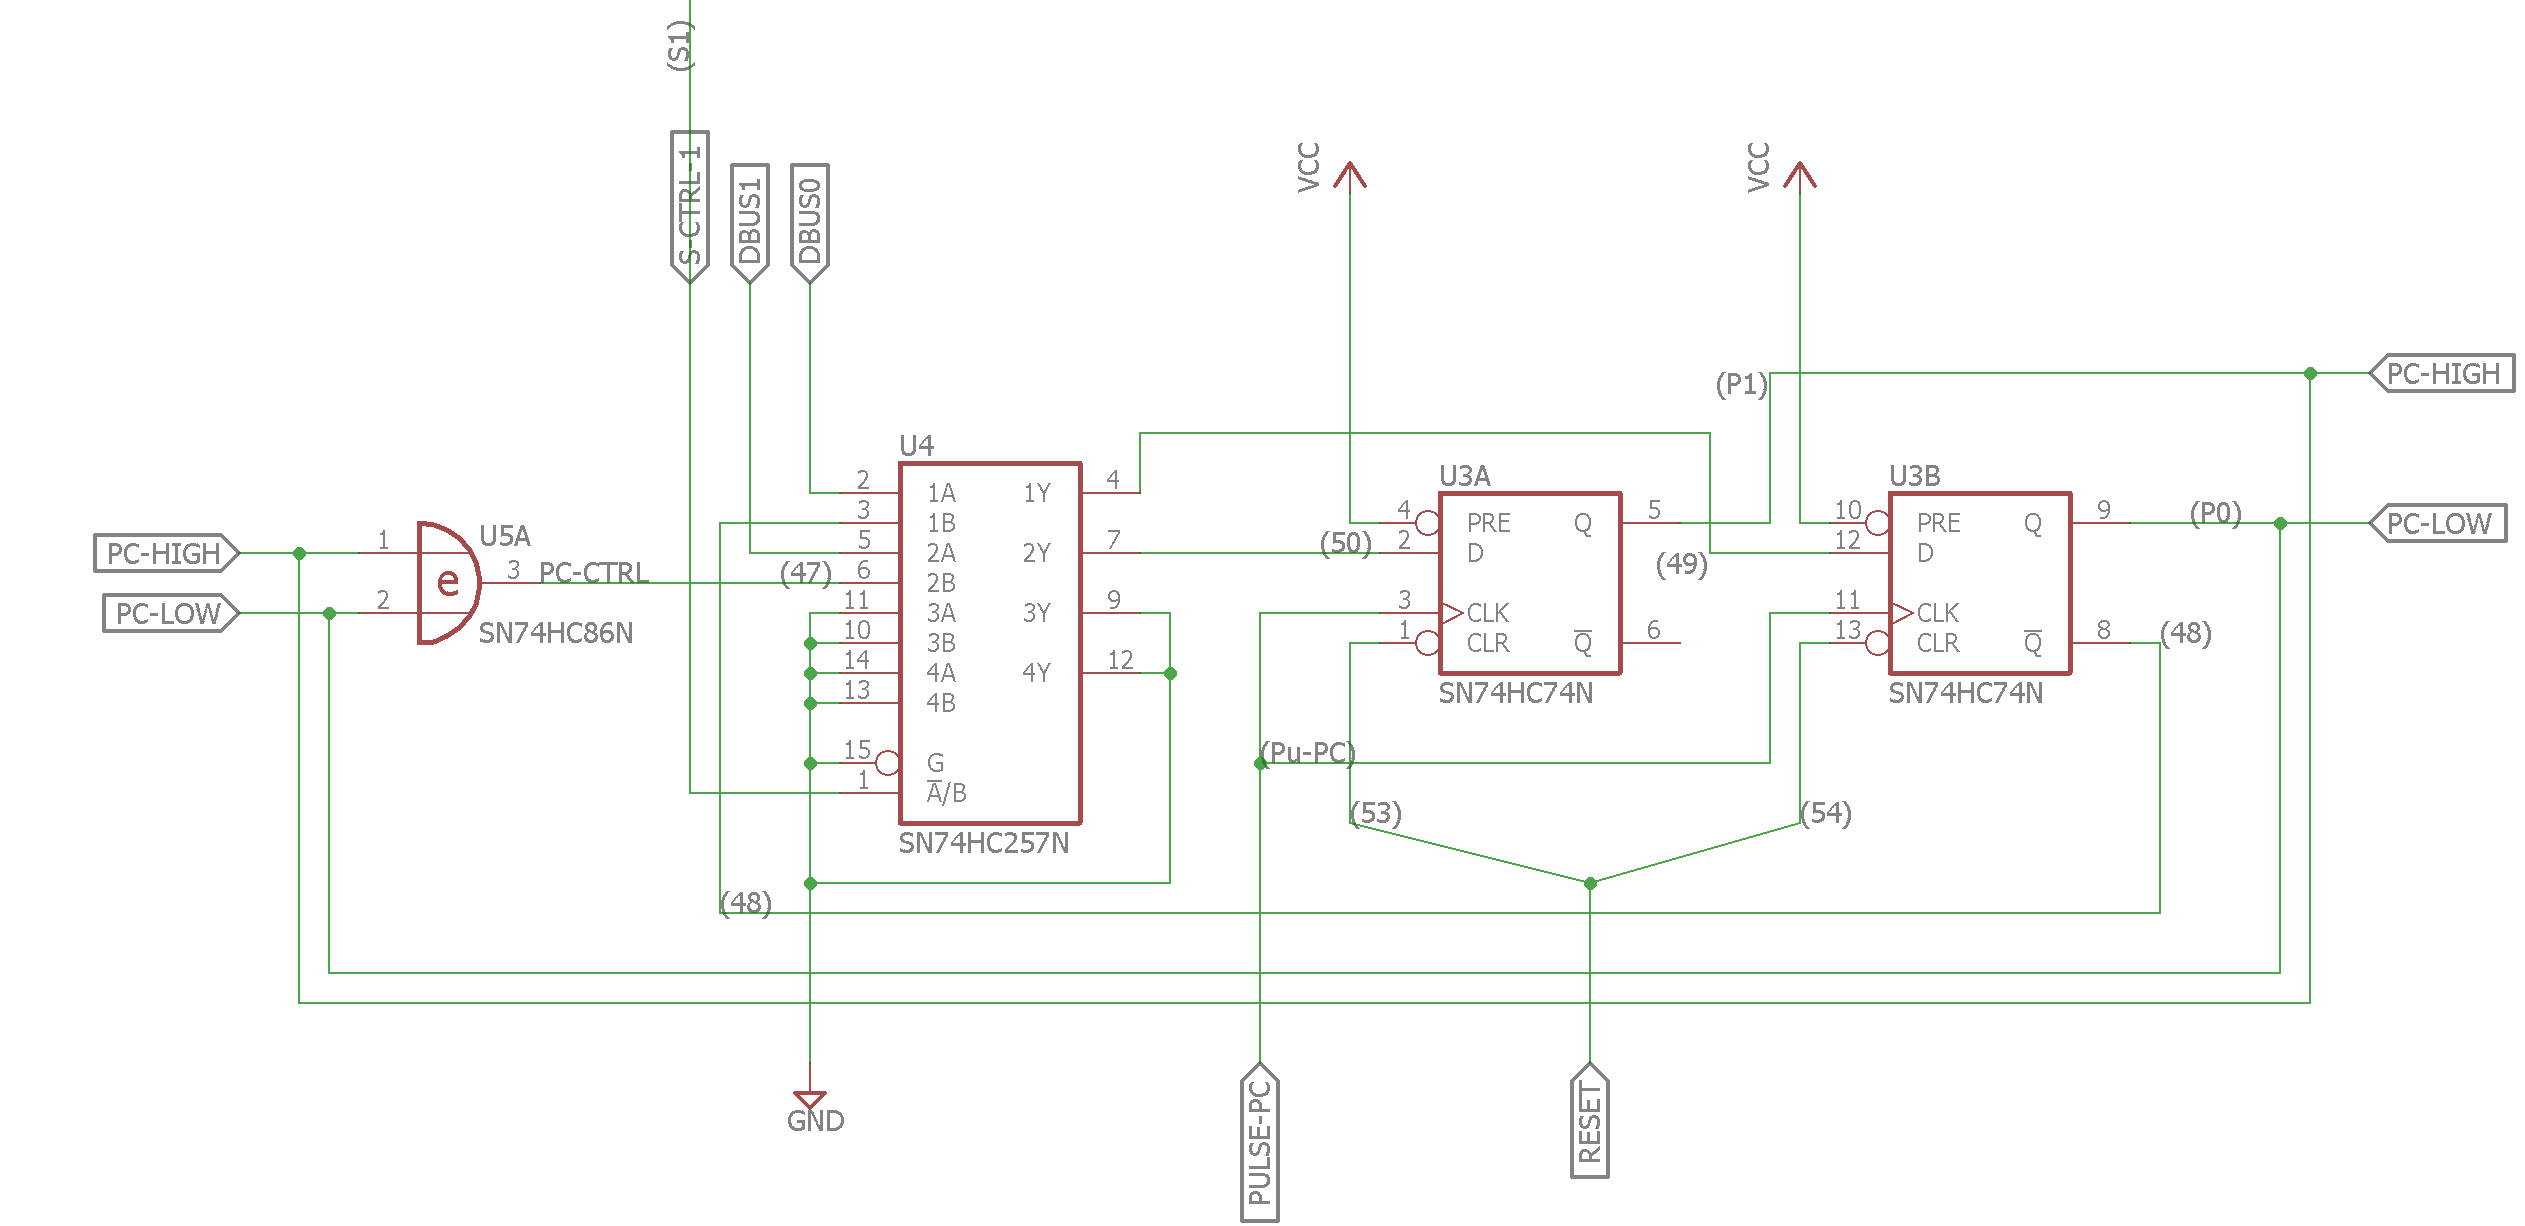 (S1)
S-CTRL-1
DBUS1
DBUS0
VCC
VCC
(P1)
PC-HIGH
U4
U3A
U3B
2 1A 1Y 4
3 1B
5 2A 2Y 7
6 2B
11 3A 3Y 9
10 3B
14 4A 4Y 12
13 4B
15 G
1 A̅/B
SN74HC257N
PC-HIGH
PC-LOW
1
2
e
3
U5A
SN74HC86N
PC-CTRL
(47)
(50)
4 PRE Q 5
2 D
3 CLK
1 CLR Q̅ 6
SN74HC74N
(49)
10 PRE Q 9
12 D
11 CLK
13 CLR Q̅ 8
SN74HC74N
(P0)
PC-LOW
(48)
(Pu-PC)
(53)
(54)
(48)
GND
PULSE-PC
R̅E̅S̅E̅T̅